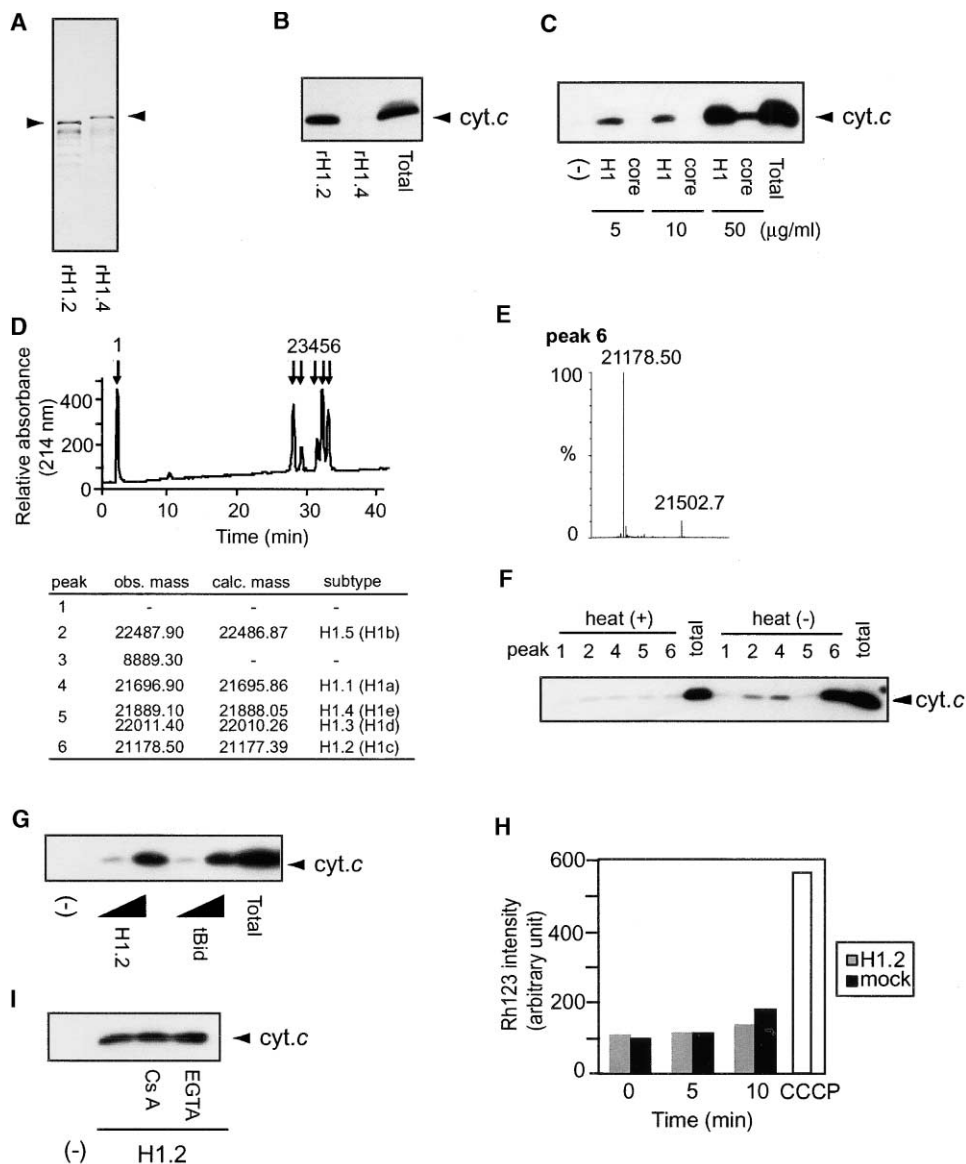 A
rH1.2
rH1.4
B
cyt.c
rH1.2
rH1.4
Total
C
cyt.c
(-)
H1
core
H1
core
H1
core
Total
5
10
50
(μg/ml)
D
1
23456
Relative absorbance
(214 nm)
400
200
0
0
10
20
30
40
Time (min)
peak obs. mass calc. mass subtype
1 - - -
2 22487.90 22486.87 H1.5 (H1b)
3 8889.30 - -
4 21696.90 21695.86 H1.1 (H1a)
5 21889.10 21888.05 H1.4 (H1e)
22011.40 22010.26 H1.3 (H1d)
6 21178.50 21177.39 H1.2 (H1c)
E
peak 6
21178.50
100
%
21502.7
0
F
heat (+) total heat (-) total
peak 1 2 4 5 6 1 2 4 5 6
cyt.c
G
cyt.c
(-)
H1.2
tBid
Total
H
Rh123 intensity
(arbitrary unit)
600
400
200
0
H1.2
mock
0
5
10
CCCP
Time (min)
I
cyt.c
Cs A
EGTA
(-)
H1.2